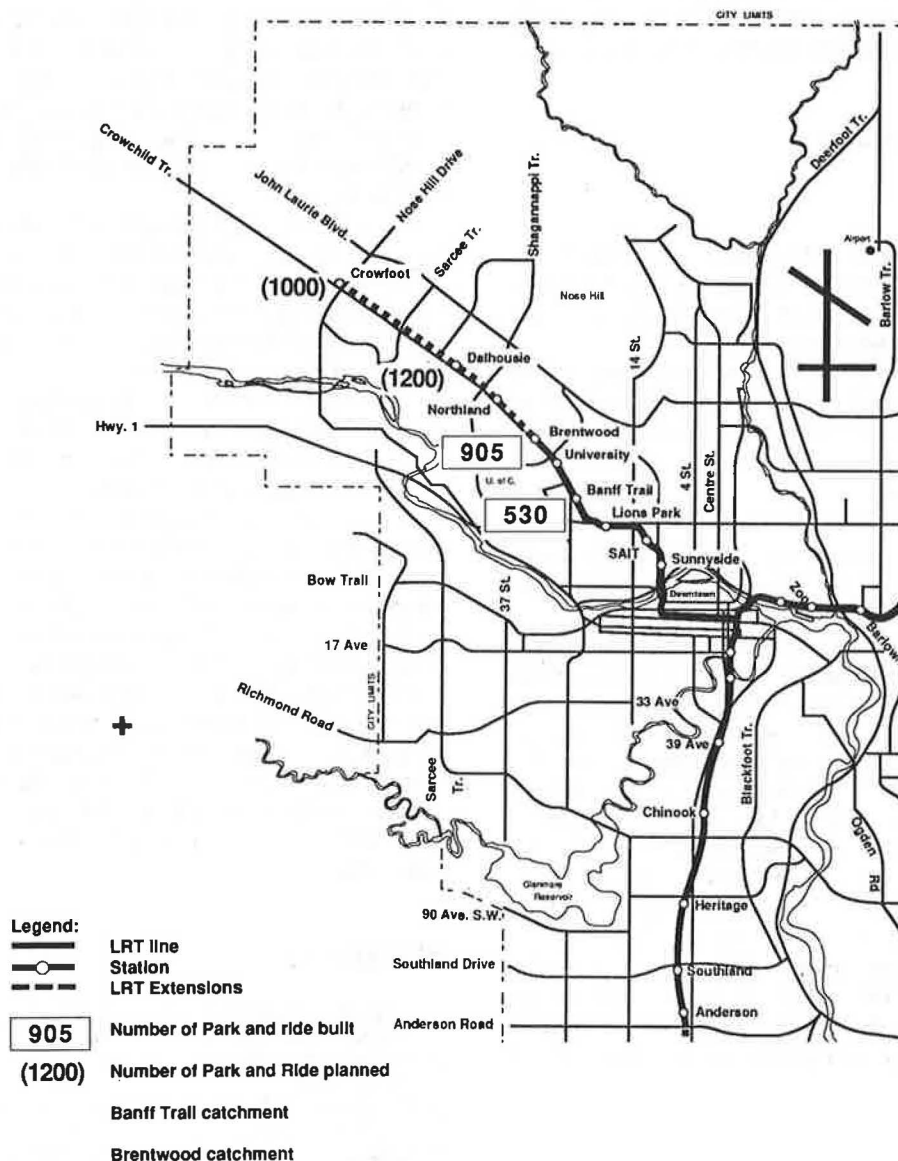 CITY LIMITS
Crowchild Tr.
John Laurie Blvd.
Nose Hill Drive
Sarcee Tr.
Shagannappi Tr.
Deerfoot Tr.
Airport
Barlow Tr.
Crowfoot
(1000)
Nose Hill
14 St.
Dalhousie
(1200)
Northland
Hwy. 1
Brentwood
905
University
U. of C.
4 St.
Centre St.
Banff Trail
530
Lions Park
SAIT
Sunnyside
Downtown
Zoo
Barlow
Bow Trail
37 St.
17 Ave
CITY LIMITS
Richmond Road
33 Ave
39 Ave
Blackfoot Tr.
Sarcee
Tr.
Chinook
Ogden
Rd
Glenmore
Reservoir
Heritage
90 Ave. S.W.
Southland Drive
Southland
Anderson
Anderson Road
Legend:
LRT line
Station
LRT Extensions
905
Number of Park and ride built
(1200)
Number of Park and Ride planned
Banff Trail catchment
Brentwood catchment